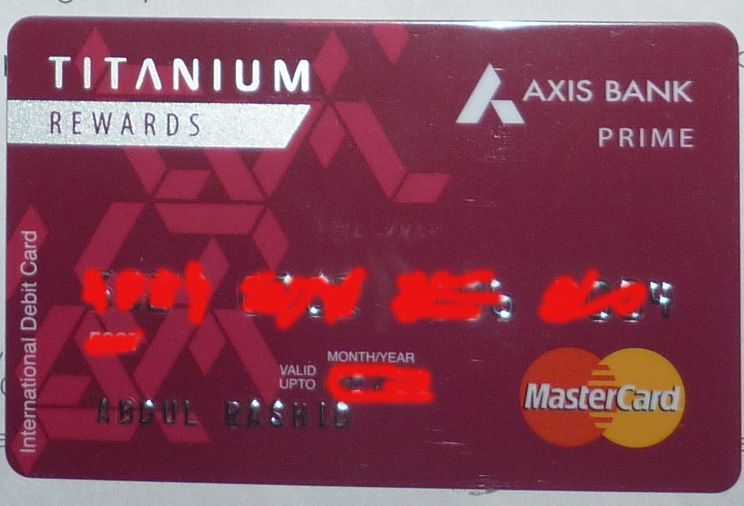 TITANIUM
REWARDS
AXIS BANK
PRIME
International Debit Card
MONTH/YEAR
VALID
UPTO
ABDUL RASHID
MasterCard